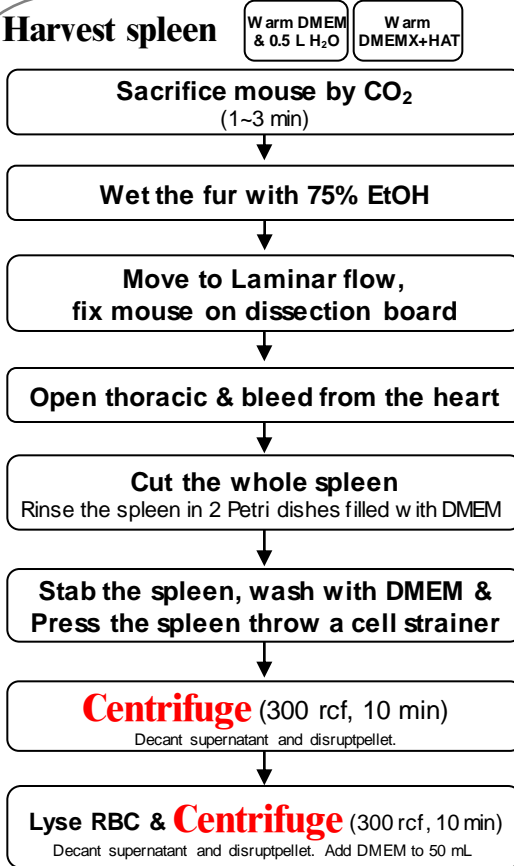 Harvest spleen
Warm DMEM
& 0.5 L H₂O
Warm
DMEMX+HAT
Sacrifice mouse by CO₂
(1~3 min)
Wet the fur with 75% EtOH
Move to Laminar flow,
fix mouse on dissection board
Open thoracic & bleed from the heart
Cut the whole spleen
Rinse the spleen in 2 Petri dishes filled with DMEM
Stab the spleen, wash with DMEM &
Press the spleen throw a cell strainer
Centrifuge (300 rcf, 10 min)
Decant supernatant and disruptpellet.
Lyse RBC & Centrifuge (300 rcf, 10 min)
Decant supernatant and disruptpellet. Add DMEM to 50 mL